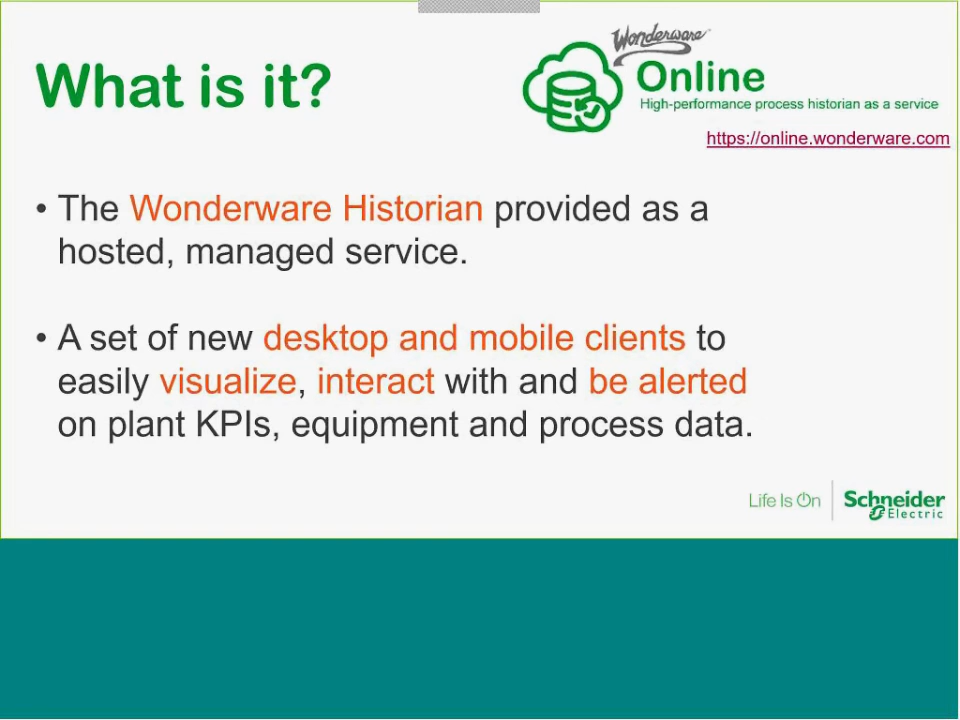 What is it?
Wonderware
Online
High-performance process historian as a service
https://online.wonderware.com
• The Wonderware Historian provided as a
hosted, managed service.
• A set of new desktop and mobile clients to
easily visualize, interact with and be alerted
on plant KPIs, equipment and process data.
Life Is On
Schneider
Electric